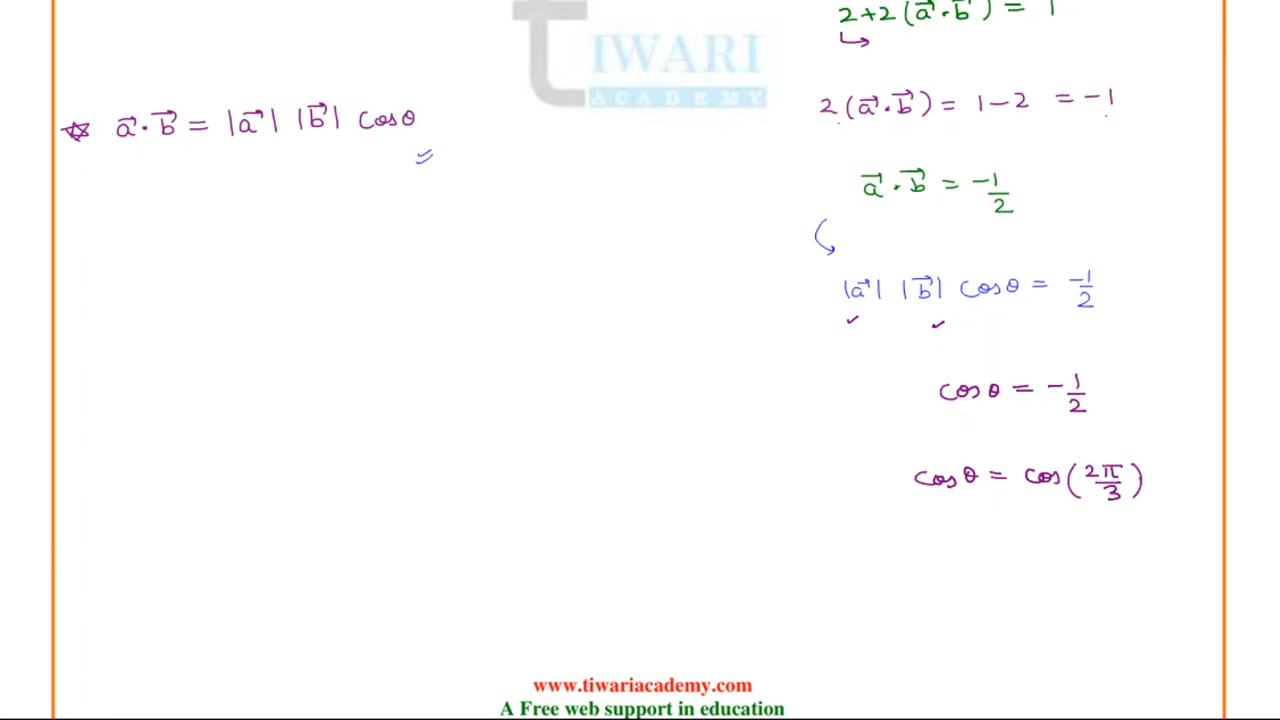 2+2(a⃗·b⃗) = 1
TIWARI
ACADEMY
2(a⃗·b⃗) = 1-2 = -1
☆ a⃗·b⃗ = |a⃗| |b⃗| cosθ
a⃗·b⃗ = -1/2
|a⃗| |b⃗| cosθ = -1/2
cosθ = -1/2
cosθ = cos(2π/3)
www.tiwariacademy.com
A Free web support in education